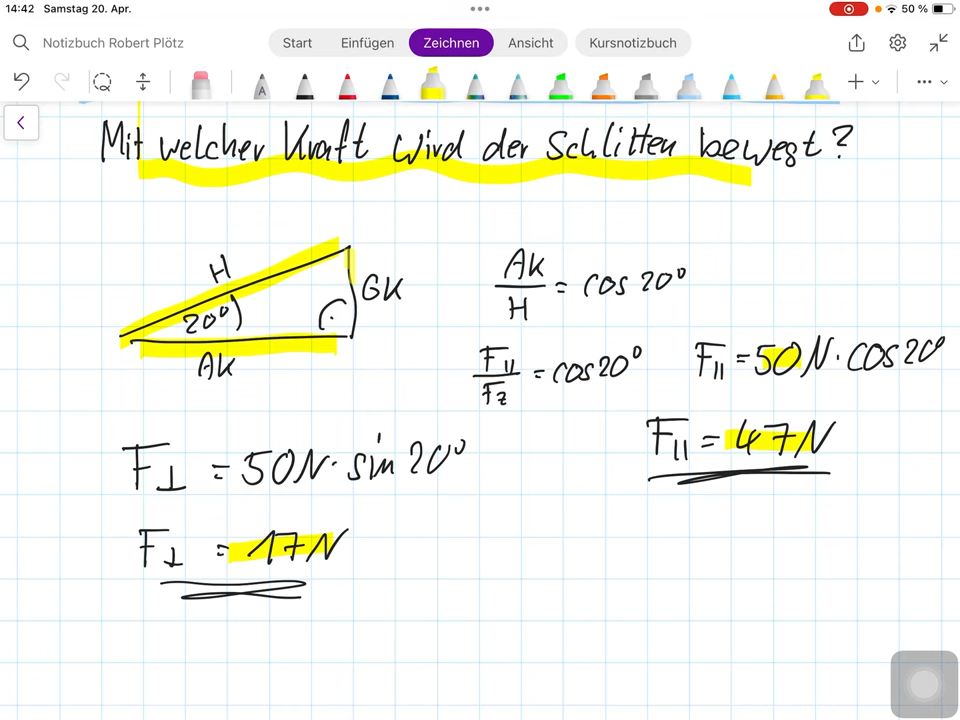 14:42 Samstag 20. Apr.
50 %
Notizbuch Robert Plötz
Start Einfügen Zeichnen Ansicht Kursnotizbuch
A
Mit welcher Kraft wird der Schlitten bewegt?
H
20°
GK
AK
AK/H = cos 20°
F||/Fz = cos 20°
F|| = 50N · cos 20°
F|| = 47N
F⊥ = 50N · sin 20°
F⊥ = 17N